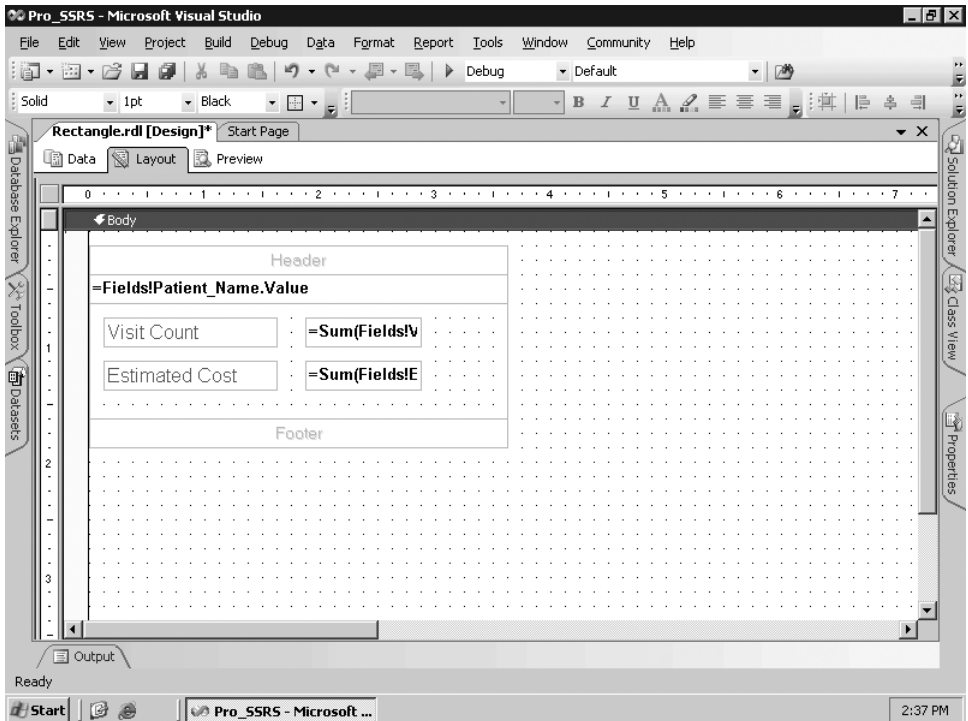 Pro_SSRS - Microsoft Visual Studio
File Edit View Project Build Debug Data Format Report Tools Window Community Help
Debug Default
Solid 1pt Black B I U A
Rectangle.rdl [Design]* Start Page
Data Layout Preview
0 1 2 3 4 5 6 7
Body
Header
=Fields!Patient_Name.Value
Visit Count =Sum(Fields!V
1
Estimated Cost =Sum(Fields!E
Footer
2
3
Database Explorer
Toolbox
Datasets
Solution Explorer
Class View
Properties
Output
Ready
Start Pro_SSRS - Microsoft ... 2:37 PM